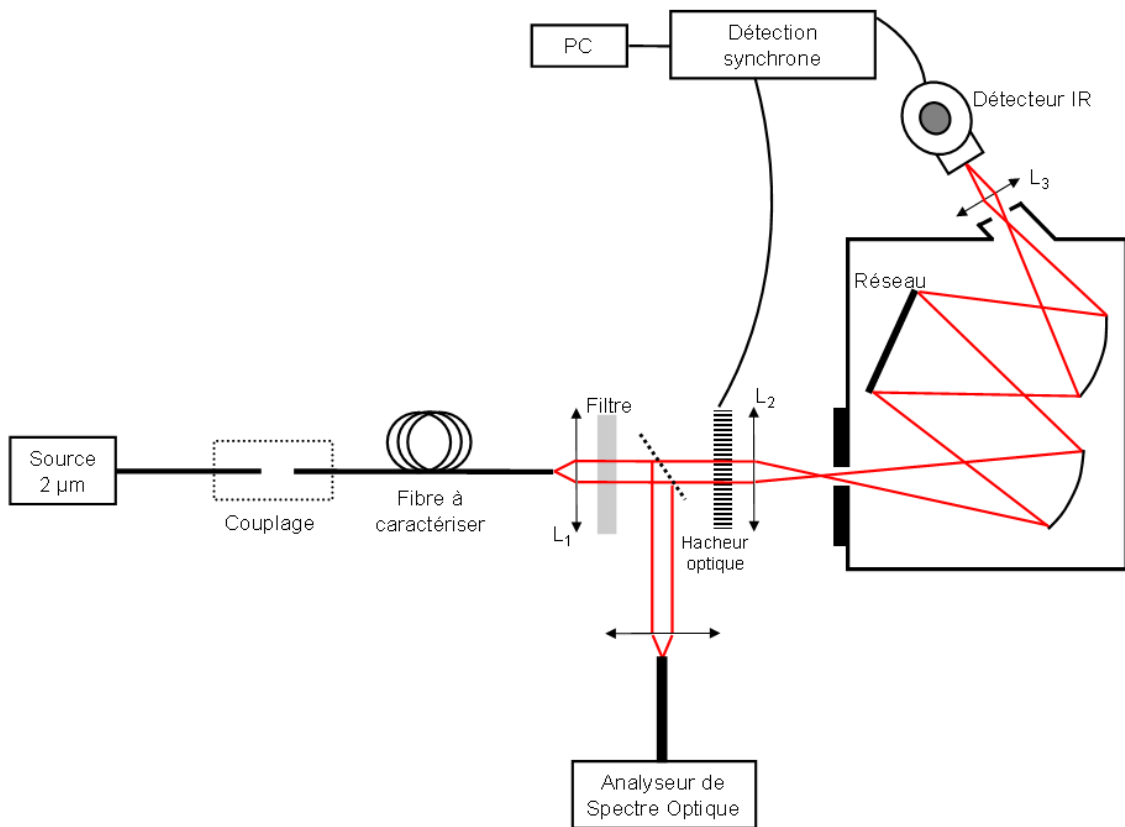 PC
Détection
synchrone
Détecteur IR
L3
Réseau
Filtre
L2
Source
2 µm
Couplage
Fibre à
caractériser
L1
Hacheur
optique
Analyseur de
Spectre Optique